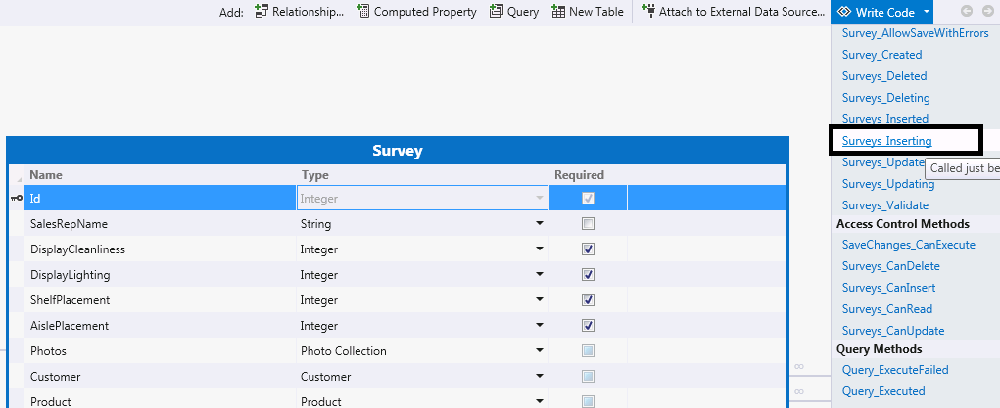 Add: Relationship... Computed Property Query New Table Attach to External Data Source... Write Code
Survey_AllowSaveWithErrors
Survey_Created
Surveys_Deleted
Surveys_Deleting
Surveys_Inserted
Surveys_Inserting
Surveys_Update
Called just be
Surveys_Updating
Surveys_Validate
Access Control Methods
SaveChanges_CanExecute
Surveys_CanDelete
Surveys_CanInsert
Surveys_CanRead
Surveys_CanUpdate
Query Methods
Query_ExecuteFailed
Query_Executed
Survey
Name Type Required
Id Integer
SalesRepName String
DisplayCleanliness Integer
DisplayLighting Integer
ShelfPlacement Integer
AislePlacement Integer
Photos Photo Collection
Customer Customer
Product Product
∞
∞